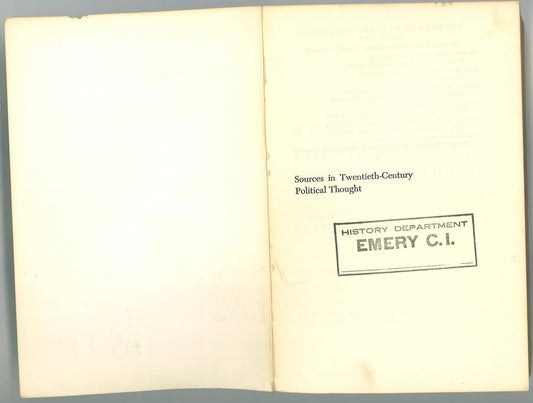 Sources in Twentieth-Century
Political Thought
HISTORY DEPARTMENT
EMERY C.I.